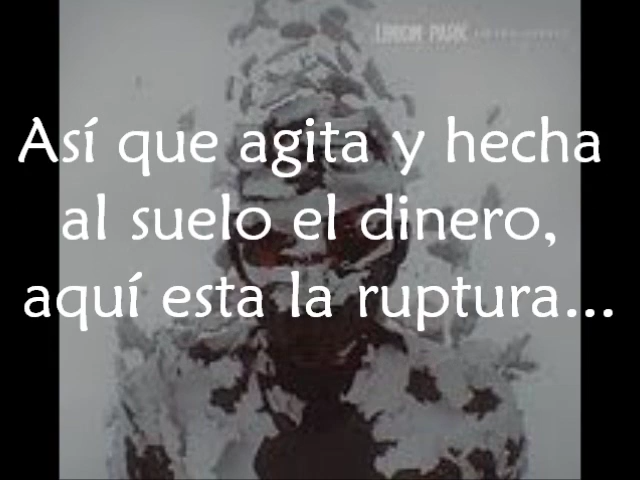 LINKIN PARK
Así que agita y hecha
al suelo el dinero,
aquí esta la ruptura...